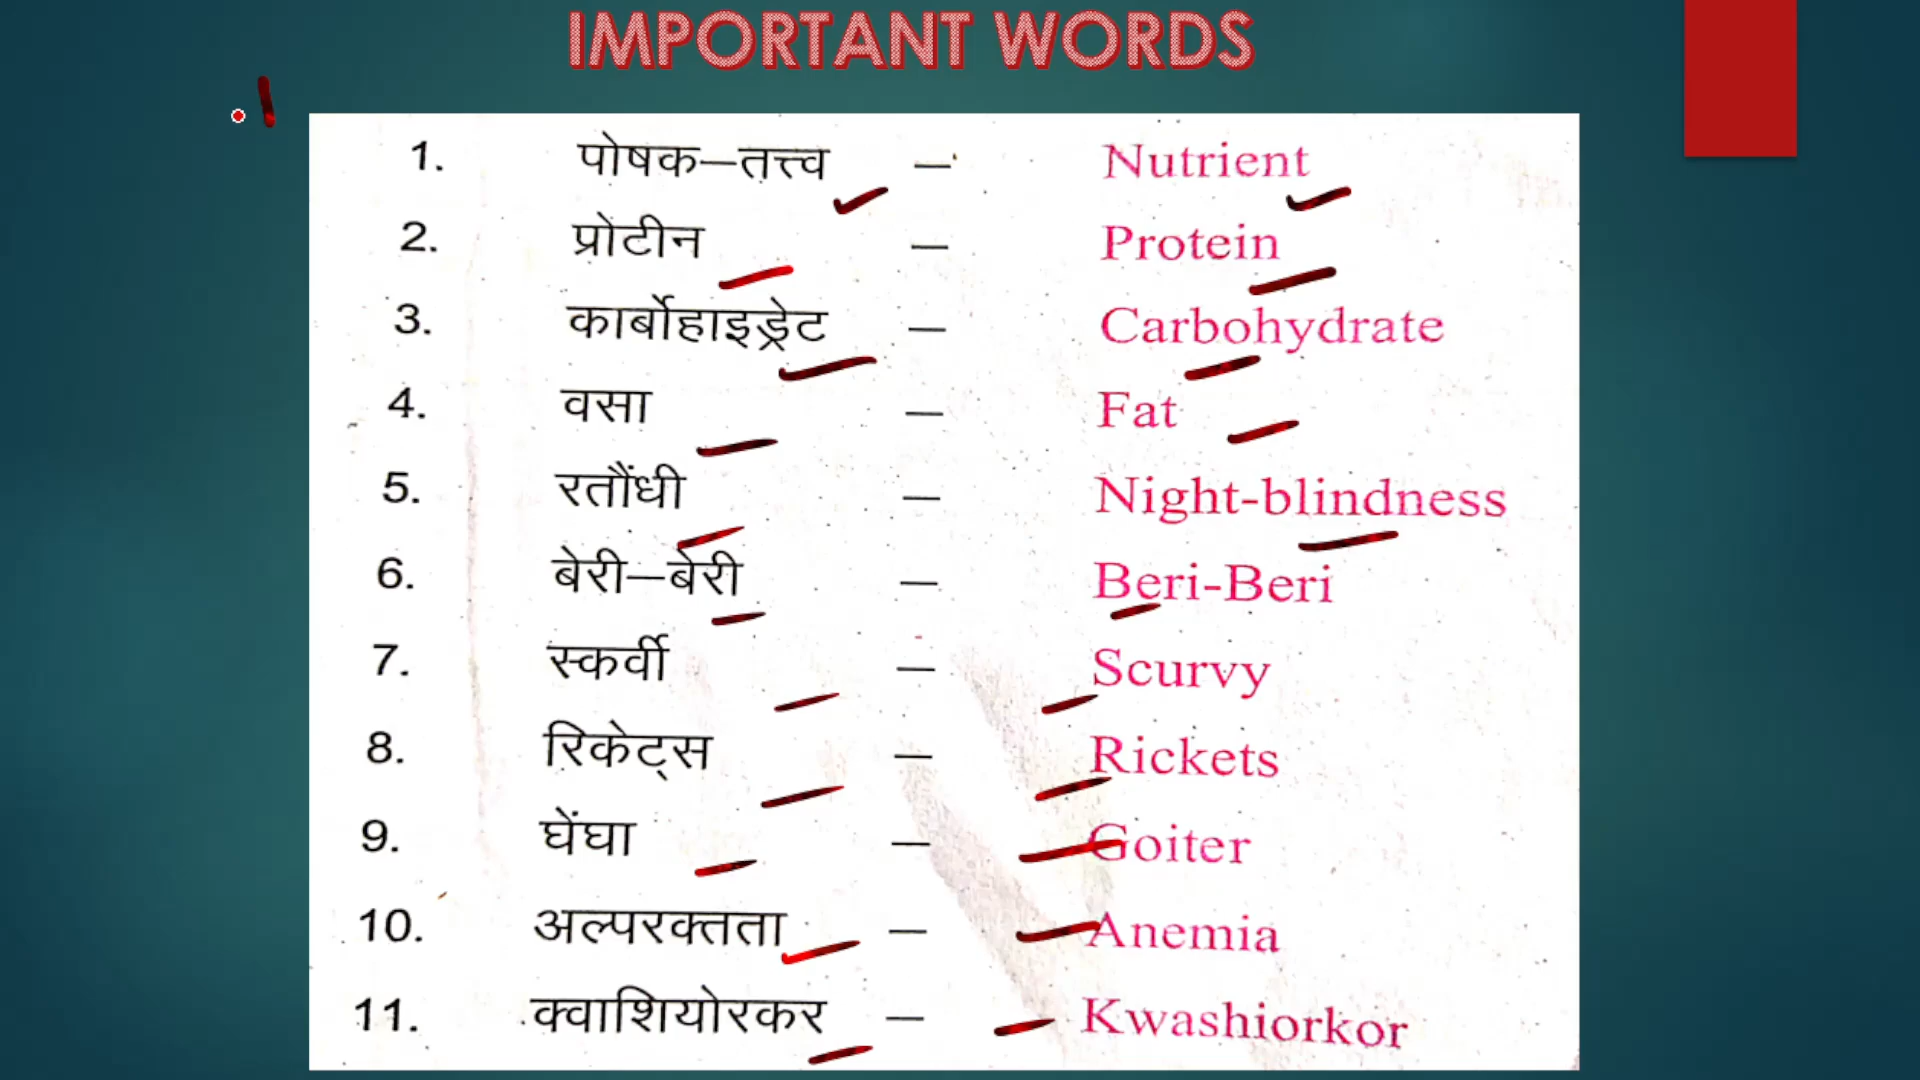 IMPORTANT WORDS
1. पोषक–तत्त्व – Nutrient
2. प्रोटीन – Protein
3. कार्बोहाइड्रेट – Carbohydrate
4. वसा – Fat
5. रतौंधी – Night-blindness
6. बेरी–बेरी – Beri-Beri
7. स्कर्वी – Scurvy
8. रिकेट्स – Rickets
9. घेंघा – Goiter
10. अल्परक्तता – Anemia
11. क्वाशियोरकर – Kwashiorkor